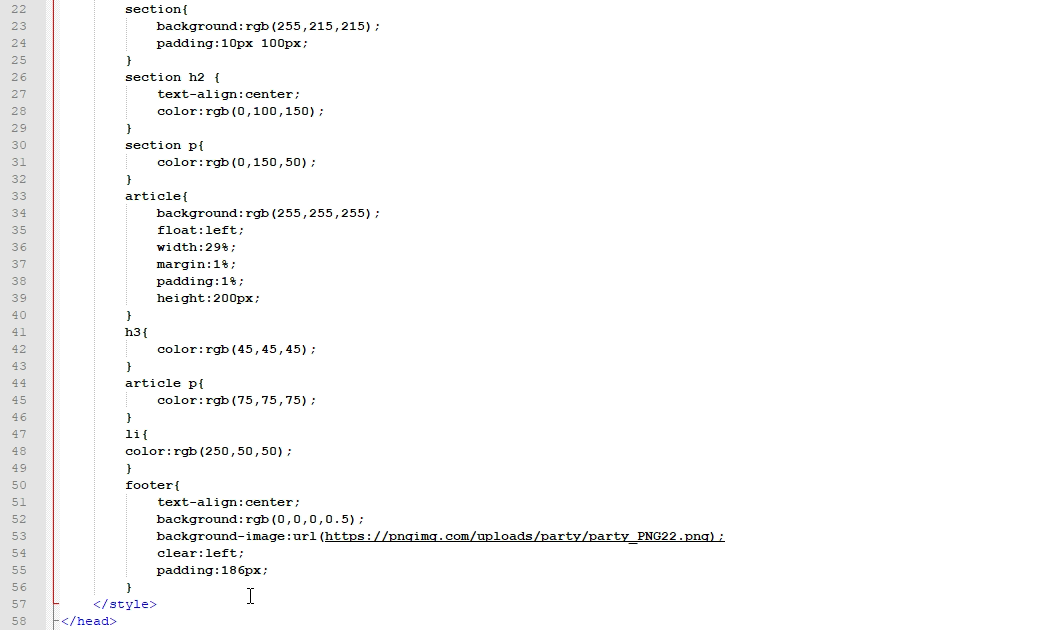 22 section{
23 background:rgb(255,215,215);
24 padding:10px 100px;
25 }
26 section h2 {
27 text-align:center;
28 color:rgb(0,100,150);
29 }
30 section p{
31 color:rgb(0,150,50);
32 }
33 article{
34 background:rgb(255,255,255);
35 float:left;
36 width:29%;
37 margin:1%;
38 padding:1%;
39 height:200px;
40 }
41 h3{
42 color:rgb(45,45,45);
43 }
44 article p{
45 color:rgb(75,75,75);
46 }
47 li{
48 color:rgb(250,50,50);
49 }
50 footer{
51 text-align:center;
52 background:rgb(0,0,0,0.5);
53 background-image:url(https://pngimg.com/uploads/party/party_PNG22.png);
54 clear:left;
55 padding:186px;
56 }
57 </style>
58 </head>